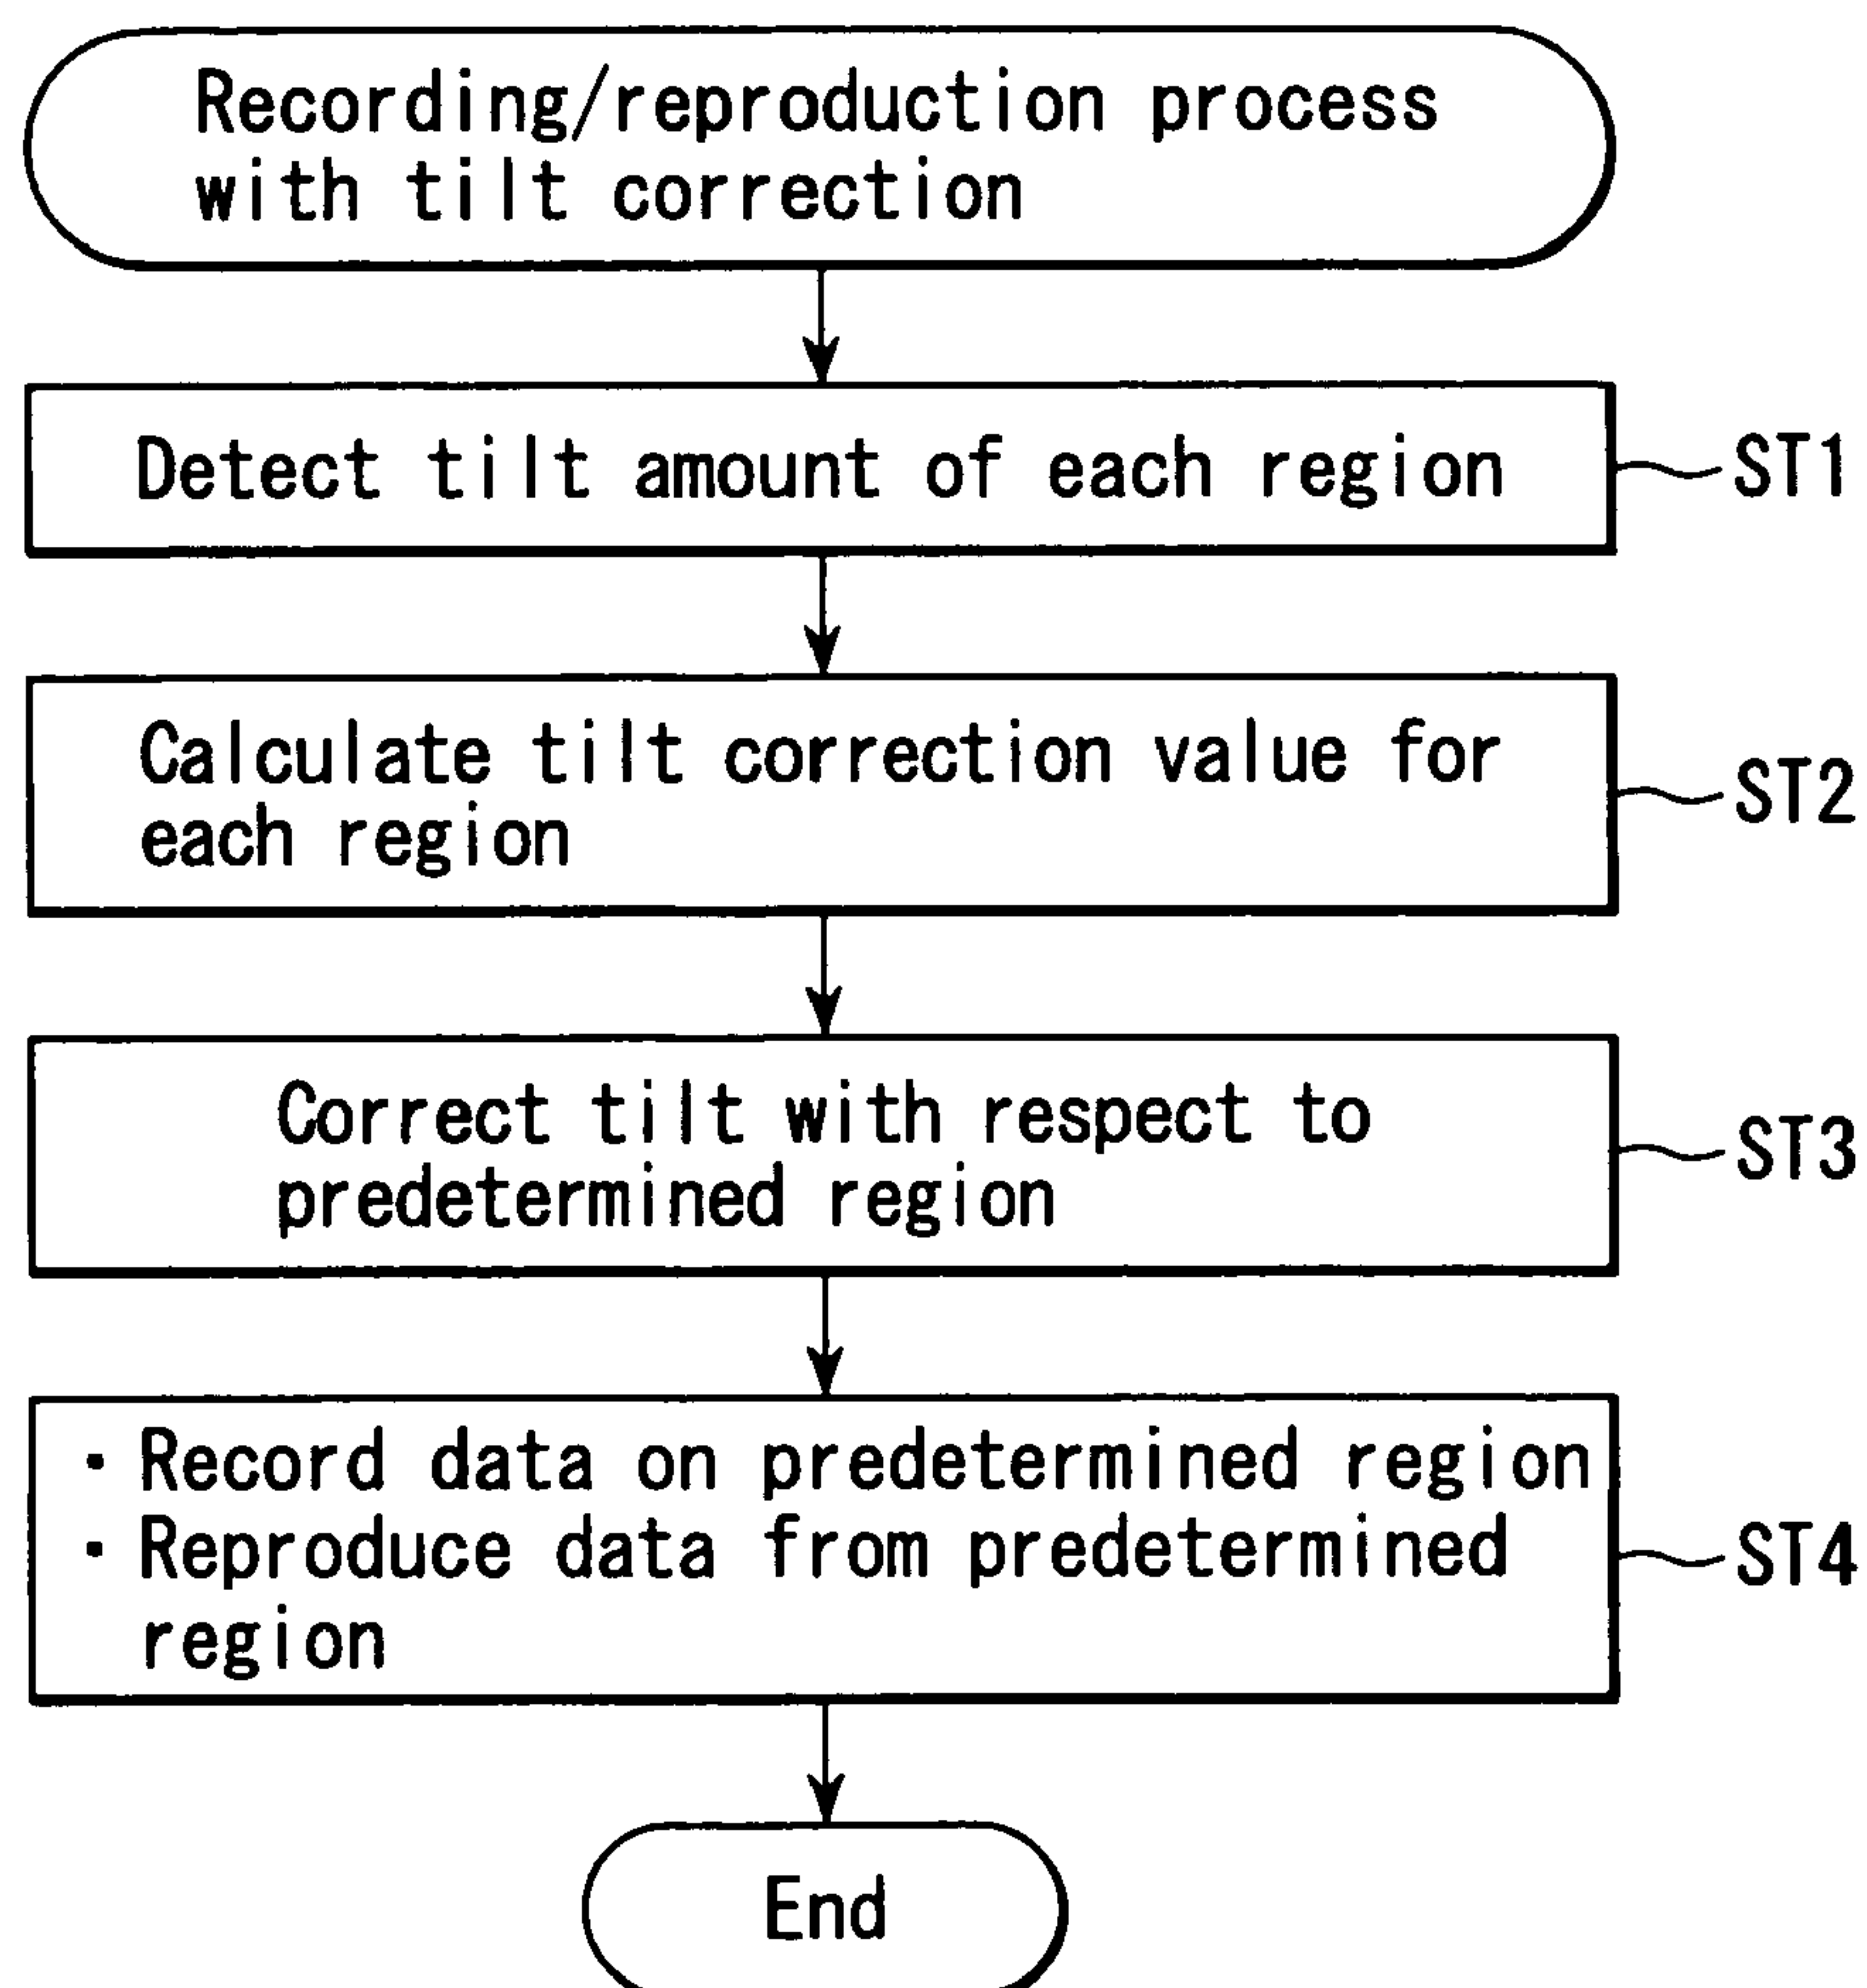 Recording/reproduction process
with tilt correction
Detect tilt amount of each region
ST1
Calculate tilt correction value for
each region
ST2
Correct tilt with respect to
predetermined region
ST3
・Record data on predetermined region
・Reproduce data from predetermined
region
ST4
End